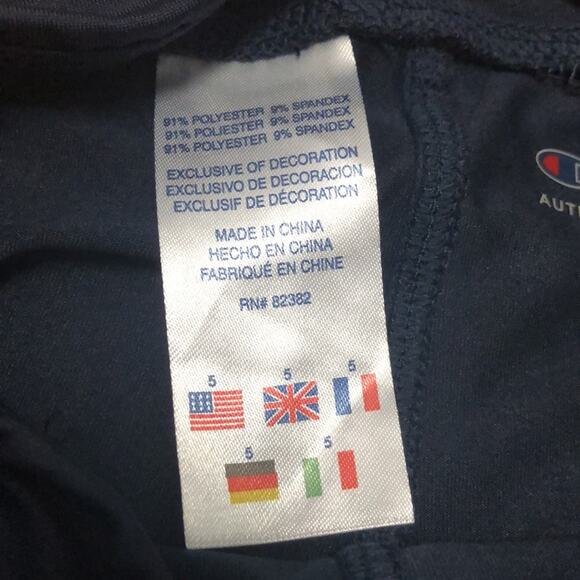 91% POLYESTER 9% SPANDEX
91% POLIESTER 9% SPANDEX
91% POLYESTER 9% SPANDEX
EXCLUSIVE OF DECORATION
EXCLUSIVO DE DECORACION
EXCLUSIF DE DÉCORATION
MADE IN CHINA
HECHO EN CHINA
FABRIQUÉ EN CHINE
RN# 82382
5 5 5
5 5
AUT